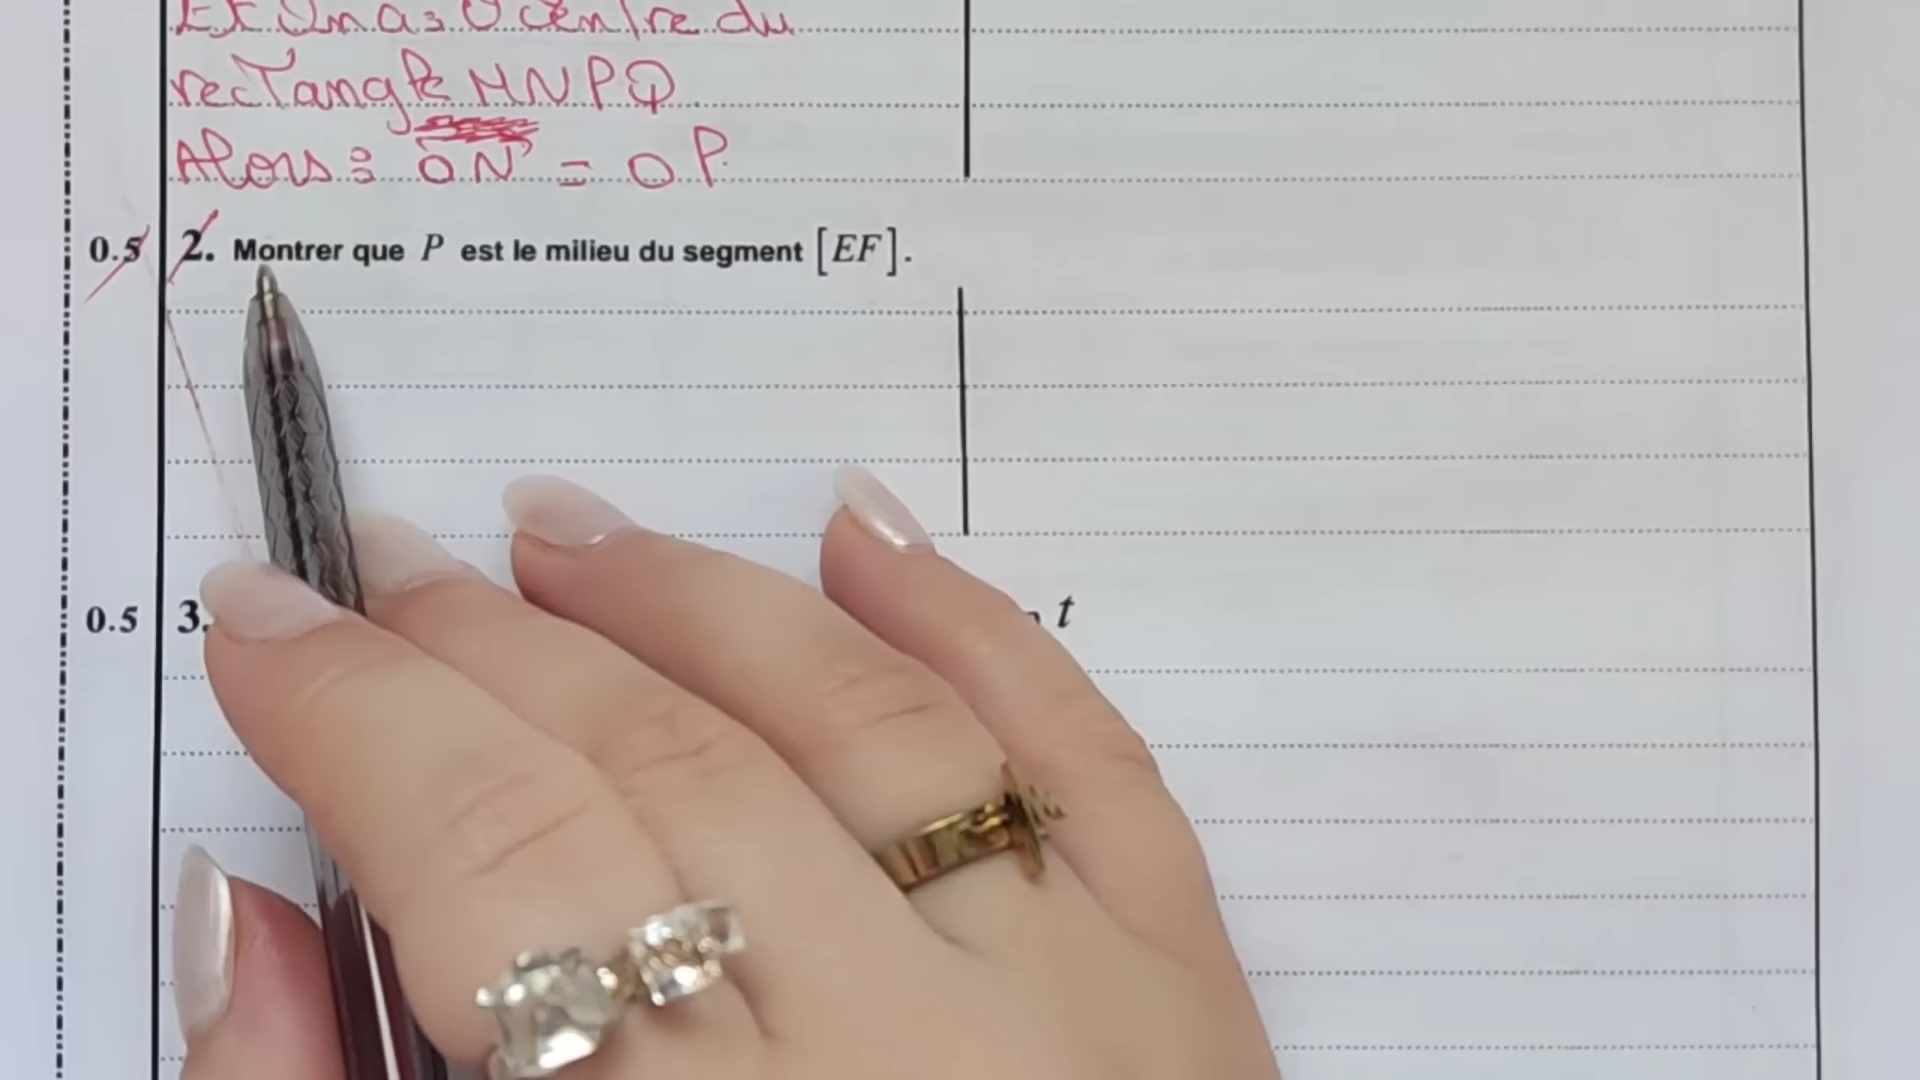 Et On a : O centre du
rectangle MNPQ
Alors : ON = OP
0.5 2. Montrer que P est le milieu du segment [EF].
0.5 3. t